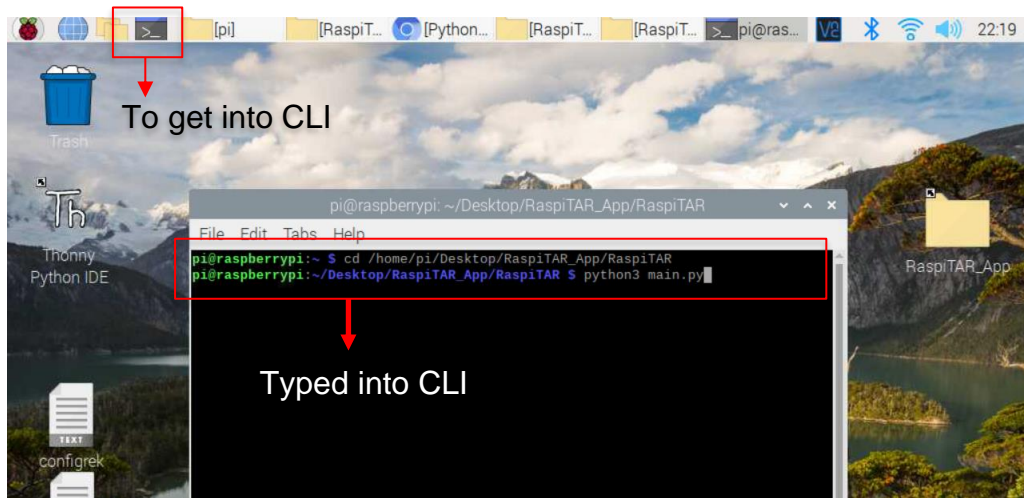 [pi] [RaspiT... [Python... [RaspiT... [RaspiT... >_ pi@ras... V2 22:19
>_
To get into CLI
Trash
Th
Thonny
Python IDE
pi@raspberrypi: ~/Desktop/RaspiTAR_App/RaspiTAR
File Edit Tabs Help
pi@raspberrypi:~ $ cd /home/pi/Desktop/RaspiTAR_App/RaspiTAR
pi@raspberrypi:~/Desktop/RaspiTAR_App/RaspiTAR $ python3 main.py
RaspiTAR_App
Typed into CLI
TEXT
configrek